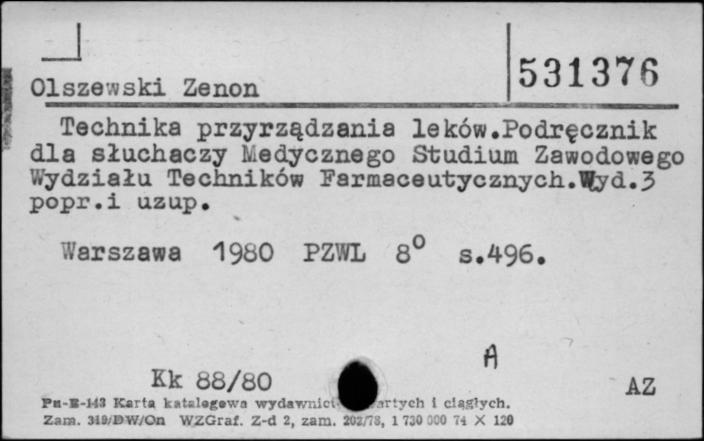 531376
Olszewski Zenon
Technika przyrządzania leków.Podręcznik
dla słuchaczy Medycznego Studium Zawodowego
Wydziału Techników Farmaceutycznych.Wyd.3
popr.i uzup.
Warszawa 1980 PZWL 8⁰ s.496.
A
Kk 88/80
AZ
Pu-B-143 Karta katalogowa wydawnict artych i ciągłych.
Zam. 319/DW/On WZGraf. Z-d 2, zam. 202/78, 1 730 000 74 X 120